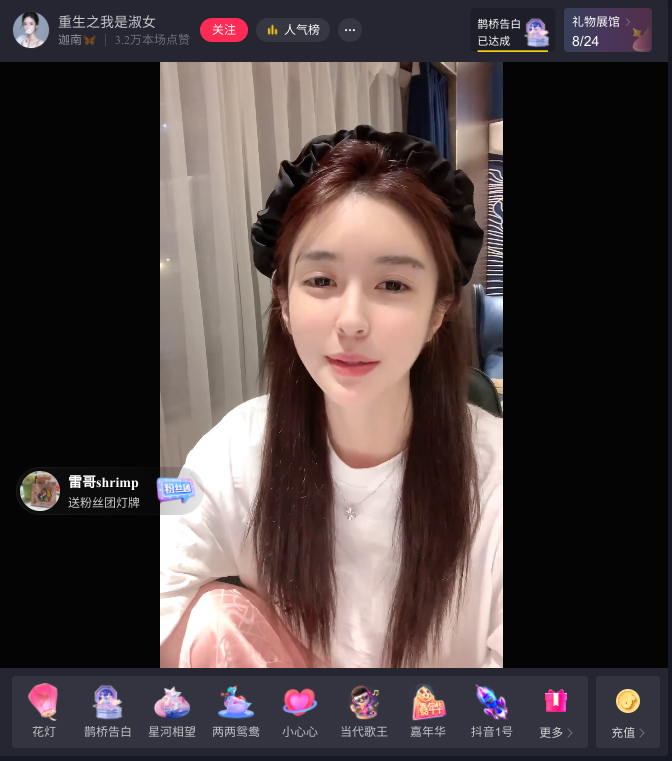 重生之我是淑女
迦南
3.2万本场点赞
关注
人气榜
鹊桥告白
已达成
礼物展馆
8/24
雷哥shrimp
送粉丝团灯牌
粉丝团
花灯
鹊桥告白
星河相望
两两鸳鸯
小心心
当代歌王
嘉年华
嘉年华
抖音1号
更多
充值